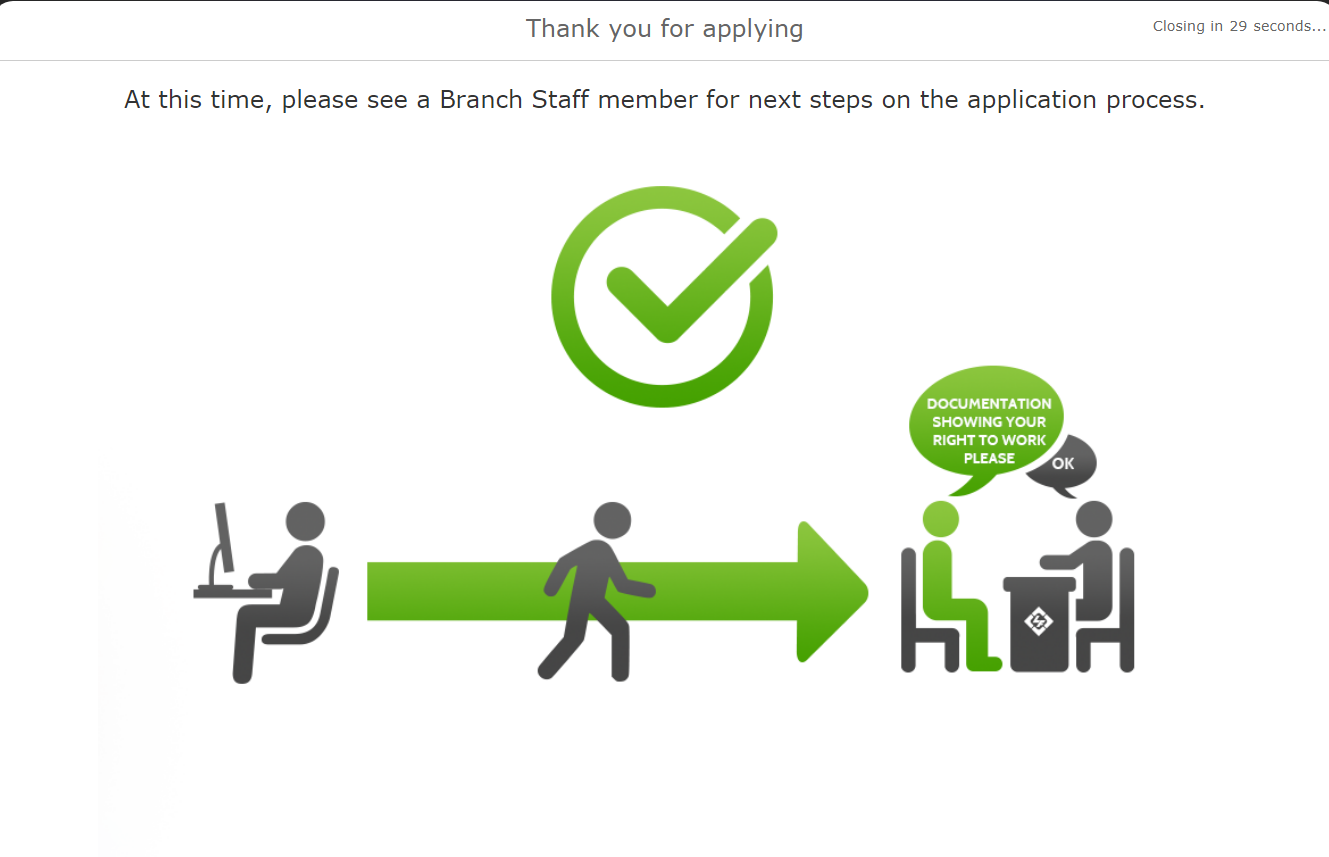 Thank you for applying
Closing in 29 seconds...
At this time, please see a Branch Staff member for next steps on the application process.
DOCUMENTATION
SHOWING YOUR
RIGHT TO WORK
PLEASE
OK